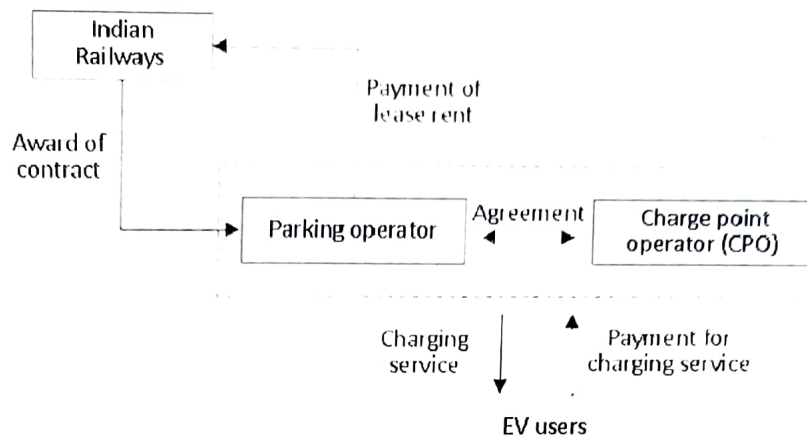 Indian
Railways
Payment of
lease rent
Award of
contract
Parking operator
Agreement
Charge point
operator (CPO)
Charging
service
Payment for
charging service
EV users